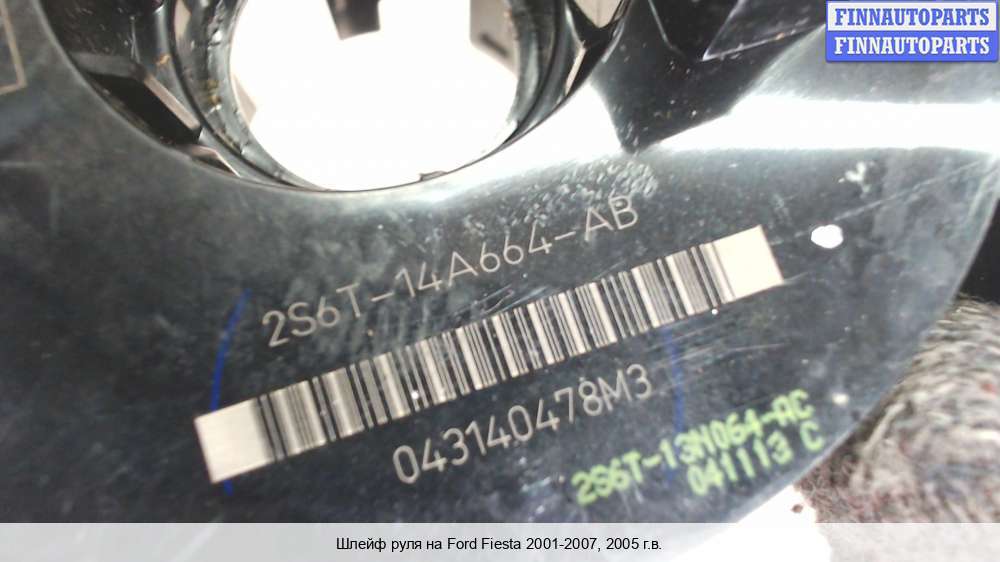 FINNAUTOPARTS
FINNAUTOPARTS
2S6T-14A664-AB
043140478M3
2S6T-13N064-AC
041113 C
Шлейф руля на Ford Fiesta 2001-2007, 2005 г.в.